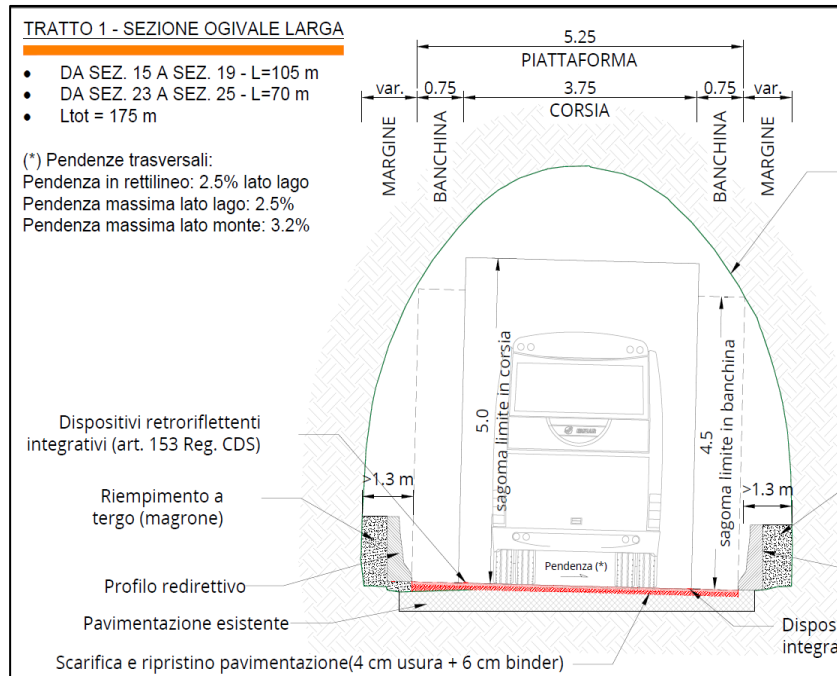 TRATTO 1 - SEZIONE OGIVALE LARGA
• DA SEZ. 15 A SEZ. 19 - L=105 m
• DA SEZ. 23 A SEZ. 25 - L=70 m
• Ltot = 175 m
(*) Pendenze trasversali:
Pendenza in rettilineo: 2.5% lato lago
Pendenza massima lato lago: 2.5%
Pendenza massima lato monte: 3.2%
5.25
PIATTAFORMA
var. 0.75 3.75 0.75 var.
CORSIA
MARGINE
BANCHINA
BANCHINA
MARGINE
5.0
sagoma limite in corsia
4.5
sagoma limite in banchina
Dispositivi retroriflettenti
integrativi (art. 153 Reg. CDS)
>1.3 m
>1.3 m
Riempimento a
tergo (magrone)
Profilo redirettivo
Pendenza (*)
Pavimentazione esistente
Dispos
integra
Scarifica e ripristino pavimentazione(4 cm usura + 6 cm binder)